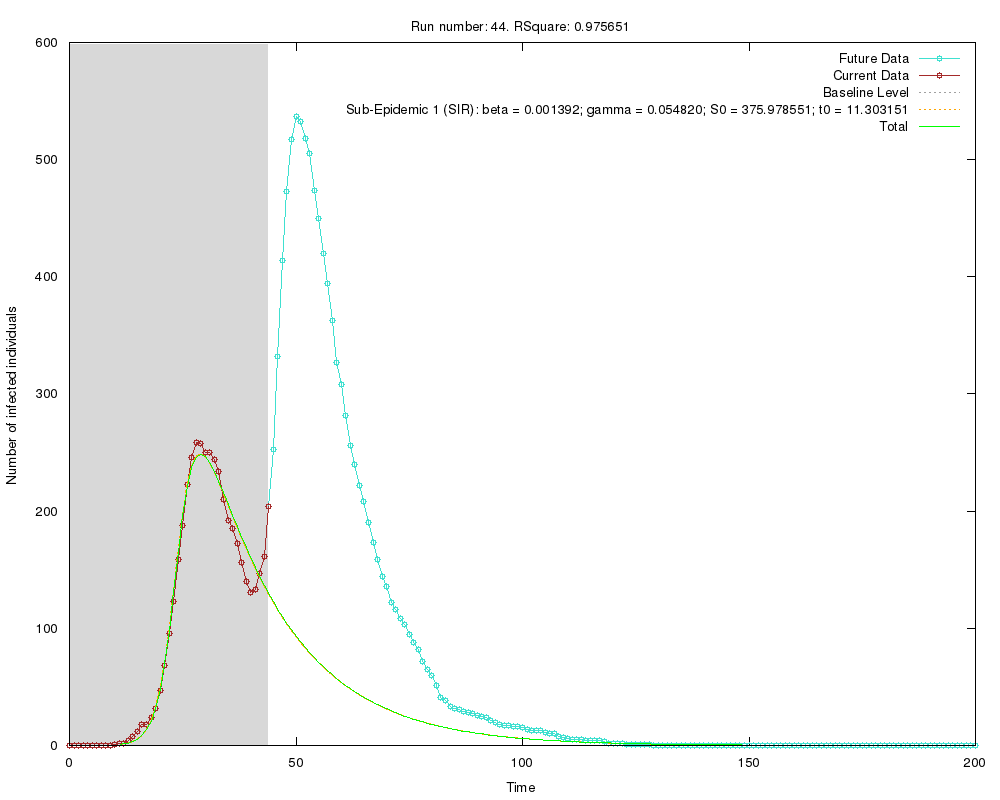 Run number: 44. RSquare: 0.975651
600
500
400
300
200
100
0
0
50
100
150
200
Number of infected individuals
Time
Future Data
Current Data
Baseline Level
Sub-Epidemic 1 (SIR): beta = 0.001392; gamma = 0.054820; S0 = 375.978551; t0 = 11.303151
Total